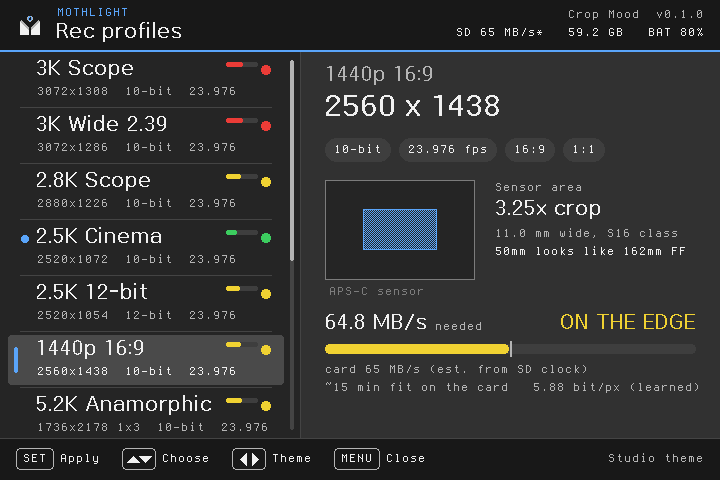 MOTHLIGHT
Rec profiles
Crop Mood v0.1.0
SD 65 MB/s* 59.2 GB BAT 80%
3K Scope
3072x1308 10-bit 23.976
3K Wide 2.39
3072x1286 10-bit 23.976
2.8K Scope
2880x1226 10-bit 23.976
2.5K Cinema
2520x1072 10-bit 23.976
2.5K 12-bit
2520x1054 12-bit 23.976
1440p 16:9
2560x1438 10-bit 23.976
5.2K Anamorphic
1736x2178 1x3 10-bit 23.976
1440p 16:9
2560 x 1438
10-bit 23.976 fps 16:9 1:1
Sensor area
3.25x crop
11.0 mm wide, S16 class
50mm looks like 162mm FF
APS-C sensor
64.8 MB/s needed ON THE EDGE
card 65 MB/s (est. from SD clock)
~15 min fit on the card 5.88 bit/px (learned)
SET Apply Choose Theme MENU Close Studio theme